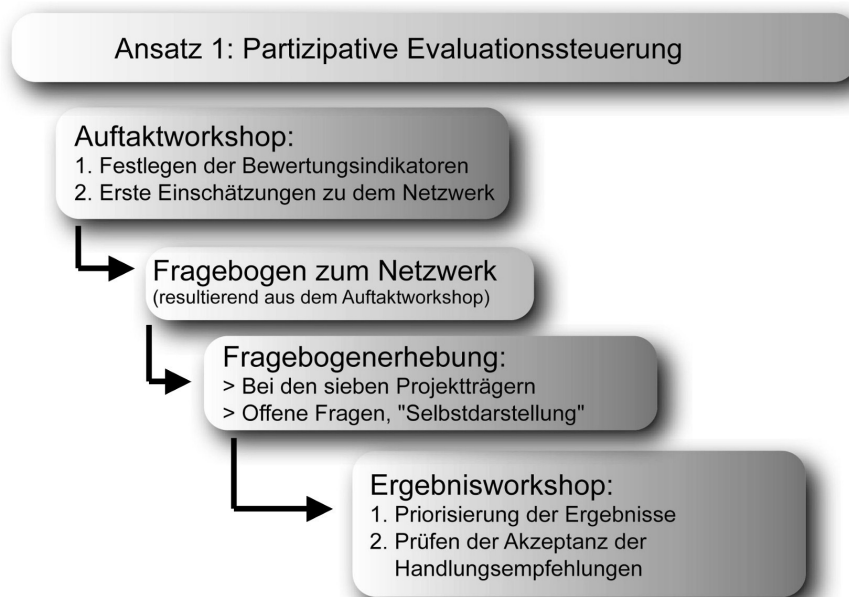 Ansatz 1: Partizipative Evaluationssteuerung
Auftaktworkshop:
1. Festlegen der Bewertungsindikatoren
2. Erste Einschätzungen zu dem Netzwerk
Fragebogen zum Netzwerk
(resultierend aus dem Auftaktworkshop)
Fragebogenerhebung:
> Bei den sieben Projektträgern
> Offene Fragen, "Selbstdarstellung"
Ergebnisworkshop:
1. Priorisierung der Ergebnisse
2. Prüfen der Akzeptanz der
Handlungsempfehlungen